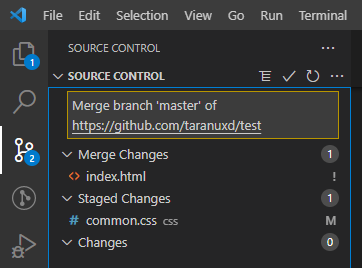 File Edit Selection View Go Run Terminal
SOURCE CONTROL ...
SOURCE CONTROL ...
Merge branch 'master' of
https://github.com/taranuxd/test
Merge Changes 1
<> index.html !
Staged Changes 1
# common.css css M
Changes 0
1
2